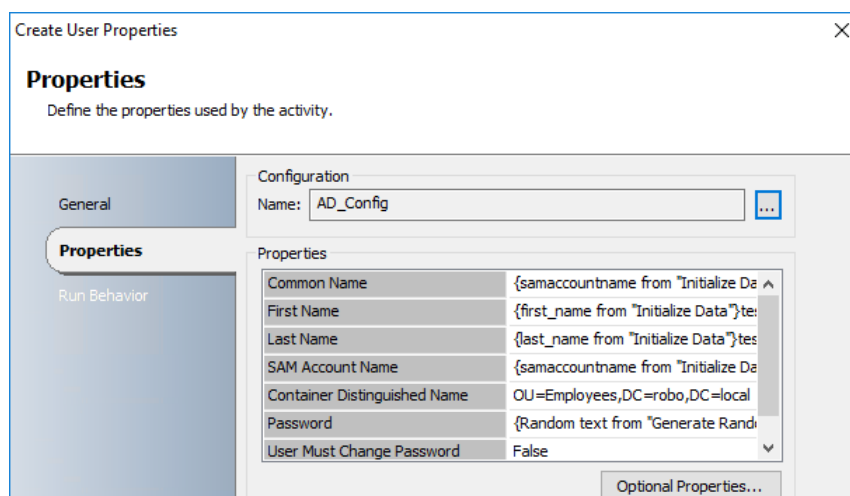 Create User Properties
Properties
Define the properties used by the activity.
General
Properties
Run Behavior
Configuration
Name: AD_Config ...
Properties
Common Name {samaccountname from "Initialize Da
First Name {first_name from "Initialize Data"}tes
Last Name {last_name from "Initialize Data"}tes
SAM Account Name {samaccountname from "Initialize Da
Container Distinguished Name OU=Employees,DC=robo,DC=local
Password {Random text from "Generate Rand
User Must Change Password False
Optional Properties...